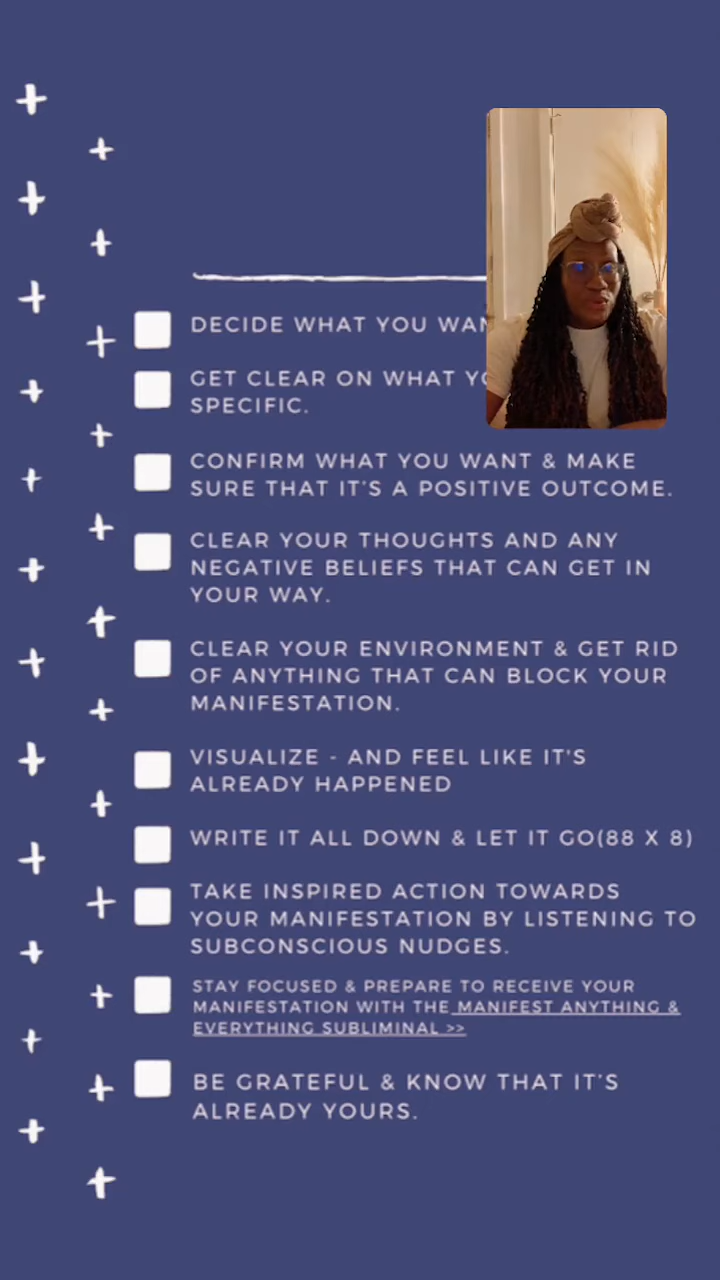 DECIDE WHAT YOU
GET CLEAR ON WHAT
SPECIFIC.
CONFIRM WHAT YOU WANT & MAKE
SURE THAT IT'S A POSITIVE OUTCOME.
CLEAR YOUR THOUGHTS AND ANY
NEGATIVE BELIEFS THAT CAN GET IN
YOUR WAY.
CLEAR YOUR ENVIRONMENT & GET RID
OF ANYTHING THAT CAN BLOCK YOUR
MANIFESTATION.
VISUALIZE - AND FEEL LIKE IT'S
ALREADY HAPPENED
WRITE IT ALL DOWN & LET IT GO(88 X 8)
TAKE INSPIRED ACTION TOWARDS
YOUR MANIFESTATION BY LISTENING TO
SUBCONSCIOUS NUDGES.
STAY FOCUSED & PREPARE TO RECEIVE YOUR
MANIFESTATION WITH THE MANIFEST ANYTHING &
EVERYTHING SUBLIMINAL >>
BE GRATEFUL & KNOW THAT IT'S
ALREADY YOURS.